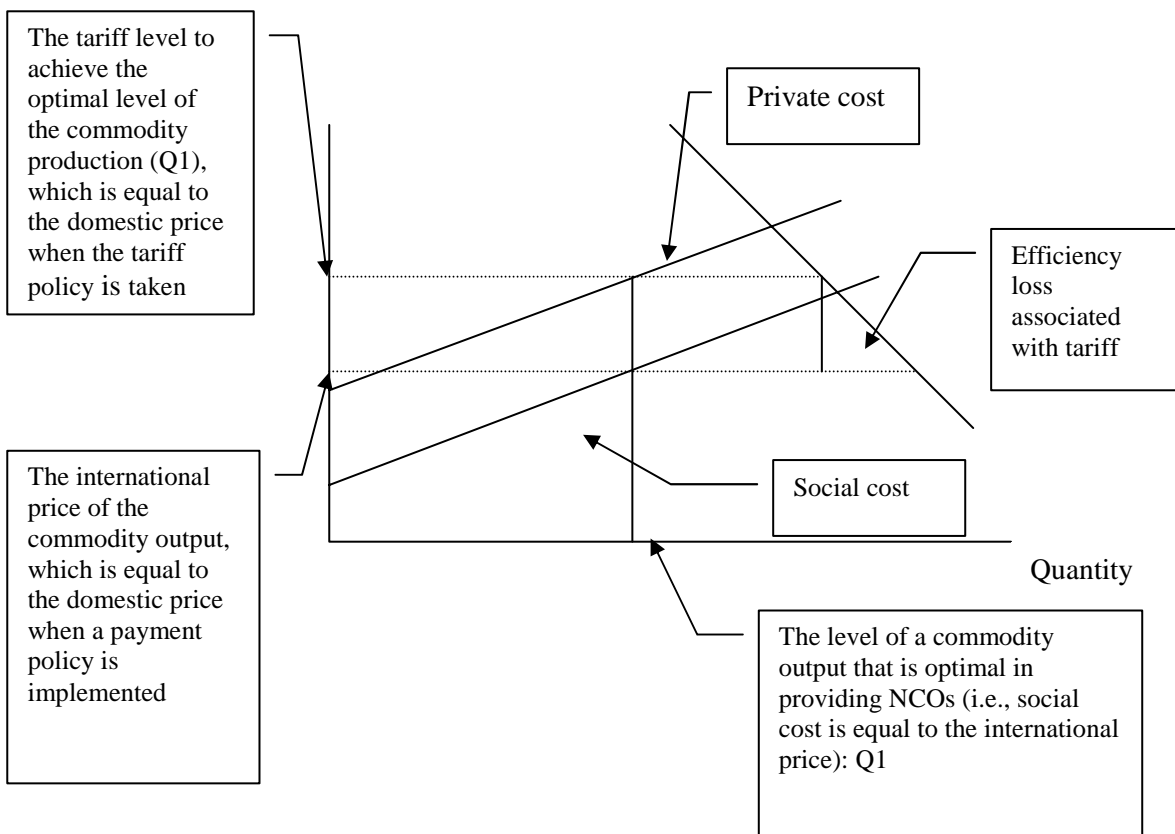 The tariff level to
achieve the
optimal level of
the commodity
production (Q1),
which is equal to
the domestic price
when the tariff
policy is taken
Private cost
Efficiency
loss
associated
with tariff
The international
price of the
commodity output,
which is equal to
the domestic price
when a payment
policy is
implemented
Social cost
Quantity
The level of a commodity
output that is optimal in
providing NCOs (i.e., social
cost is equal to the international
price): Q1